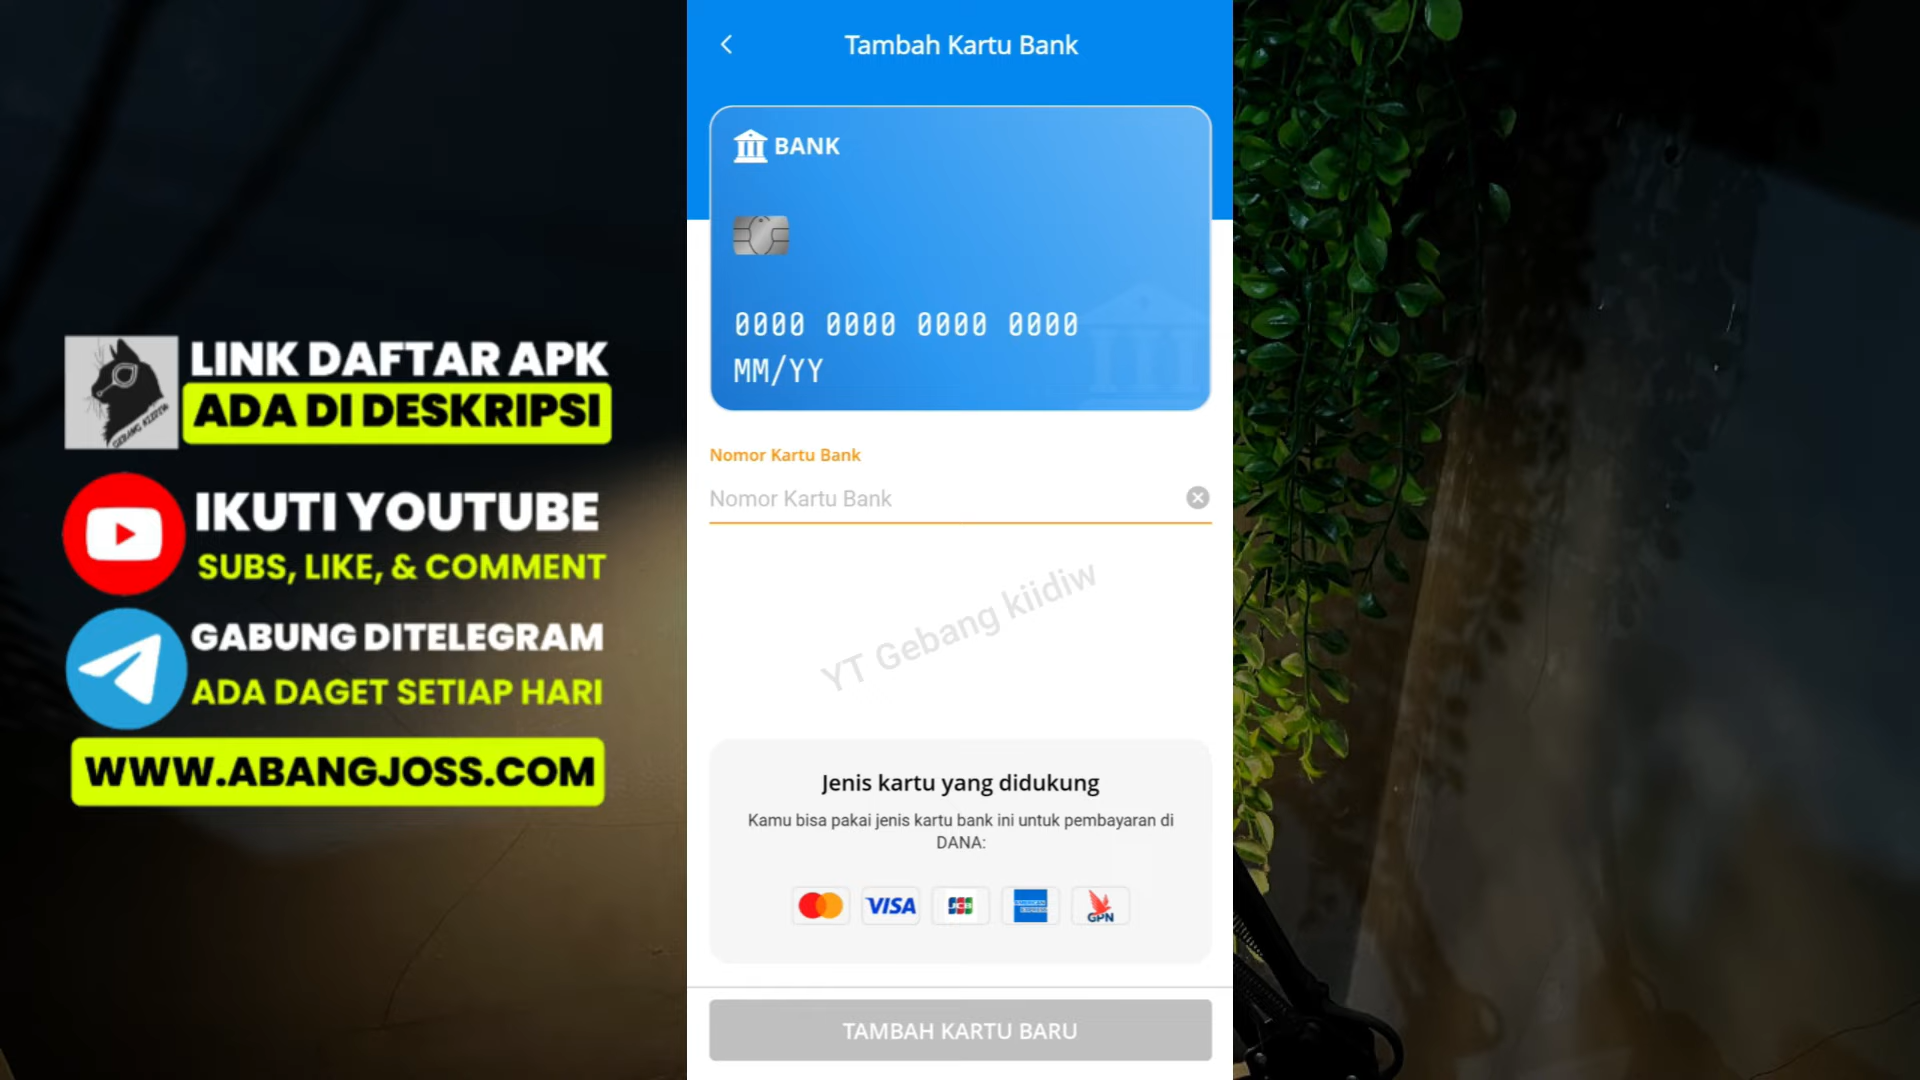 LINK DAFTAR APK
ADA DI DESKRIPSI
IKUTI YOUTUBE
SUBS, LIKE, & COMMENT
GABUNG DITELEGRAM
ADA DAGET SETIAP HARI
WWW.ABANGJOSS.COM
Tambah Kartu Bank
BANK
0000 0000 0000 0000
MM/YY
Nomor Kartu Bank
Nomor Kartu Bank
YT Gebang kiidiw
Jenis kartu yang didukung
Kamu bisa pakai jenis kartu bank ini untuk pembayaran di
DANA:
VISA
JCB
AMERICAN EXPRESS
GPN
TAMBAH KARTU BARU